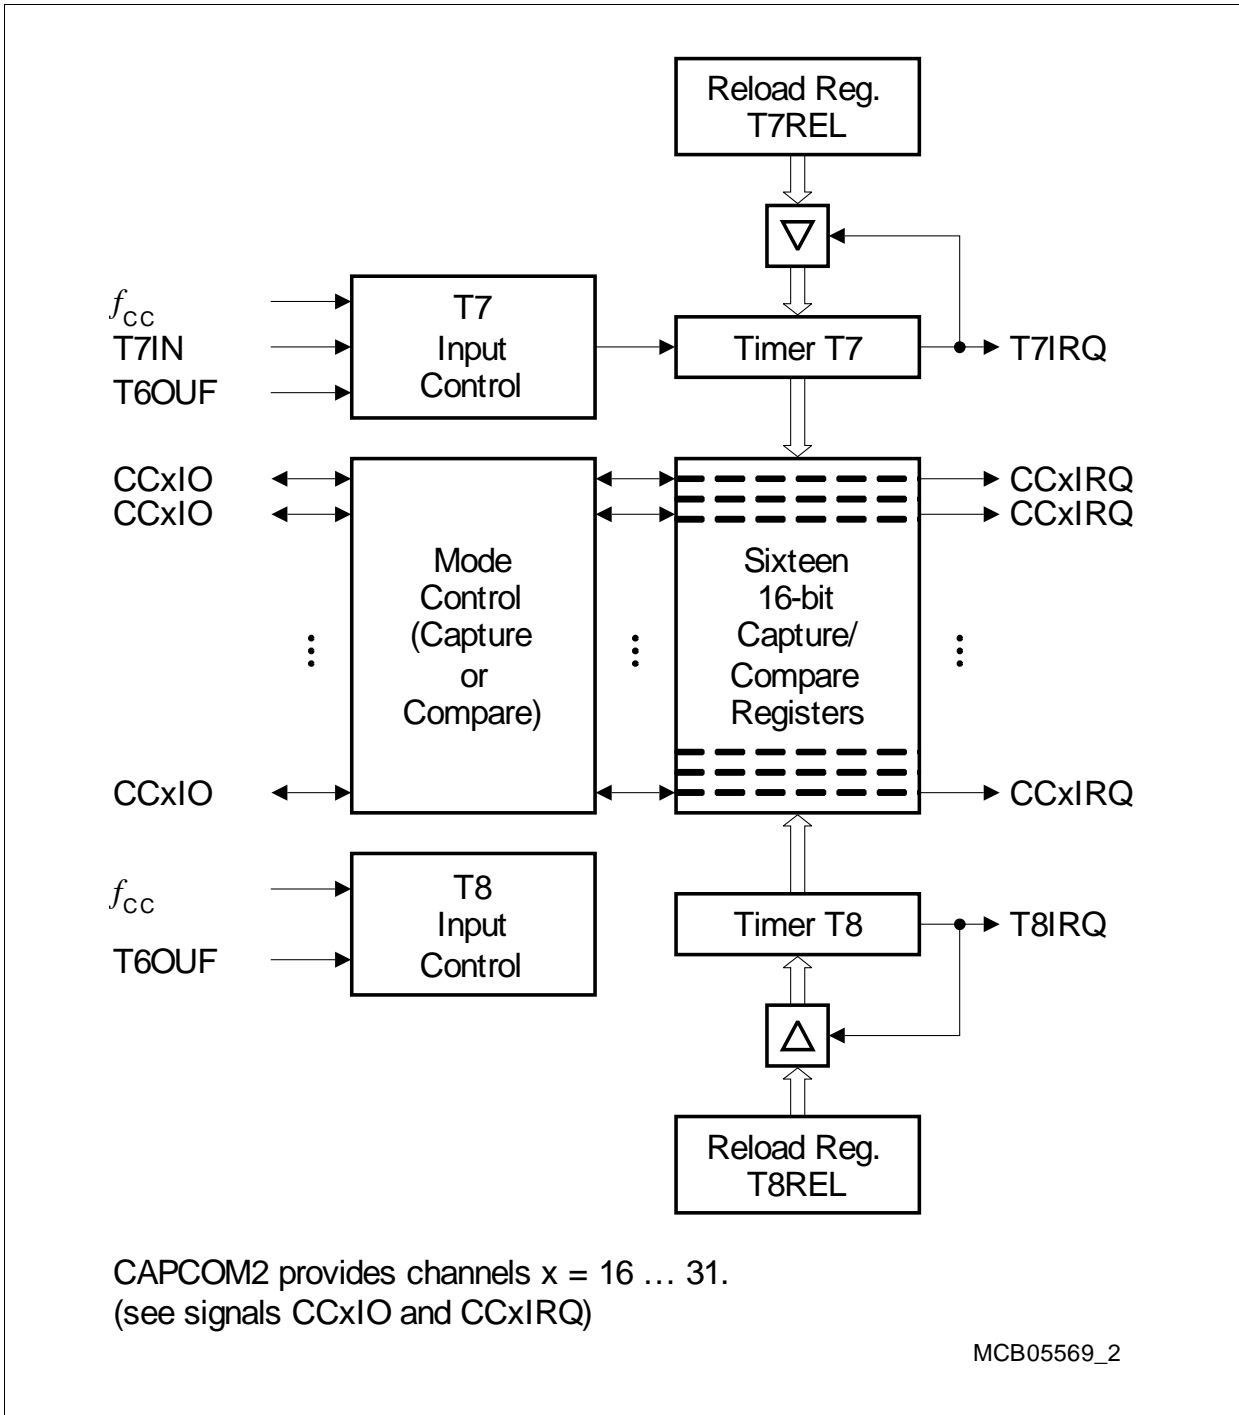 Reload Reg.
T7REL
fCC
T7IN
T6OUF
T7
Input
Control
Timer T7
T7IRQ
CCxIO
CCxIO
CCxIO
Mode
Control
(Capture
or
Compare)
Sixteen
16-bit
Capture/
Compare
Registers
CCxIRQ
CCxIRQ
CCxIRQ
fCC
T6OUF
T8
Input
Control
Timer T8
T8IRQ
Reload Reg.
T8REL
CAPCOM2 provides channels x = 16 … 31.
(see signals CCxIO and CCxIRQ)
MCB05569_2